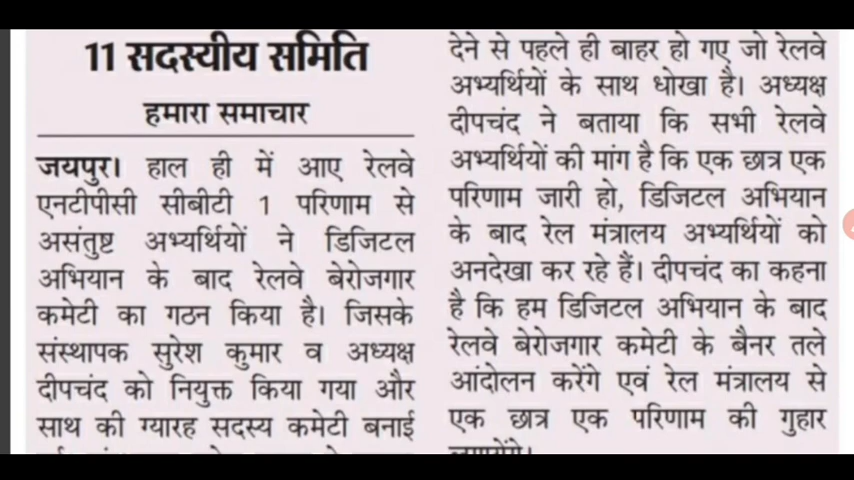 11 सदस्यीय समिति
हमारा समाचार
जयपुर। हाल ही में आए रेलवे
एनटीपीसी सीबीटी 1 परिणाम से
असंतुष्ट अभ्यर्थियों ने डिजिटल
अभियान के बाद रेलवे बेरोजगार
कमेटी का गठन किया है। जिसके
संस्थापक सुरेश कुमार व अध्यक्ष
दीपचंद को नियुक्त किया गया और
साथ की ग्यारह सदस्य कमेटी बनाई
देने से पहले ही बाहर हो गए जो रेलवे
अभ्यर्थियों के साथ धोखा है। अध्यक्ष
दीपचंद ने बताया कि सभी रेलवे
अभ्यर्थियों की मांग है कि एक छात्र एक
परिणाम जारी हो, डिजिटल अभियान
के बाद रेल मंत्रालय अभ्यर्थियों को
अनदेखा कर रहे हैं। दीपचंद का कहना
है कि हम डिजिटल अभियान के बाद
रेलवे बेरोजगार कमेटी के बैनर तले
आंदोलन करेंगे एवं रेल मंत्रालय से
एक छात्र एक परिणाम की गुहार